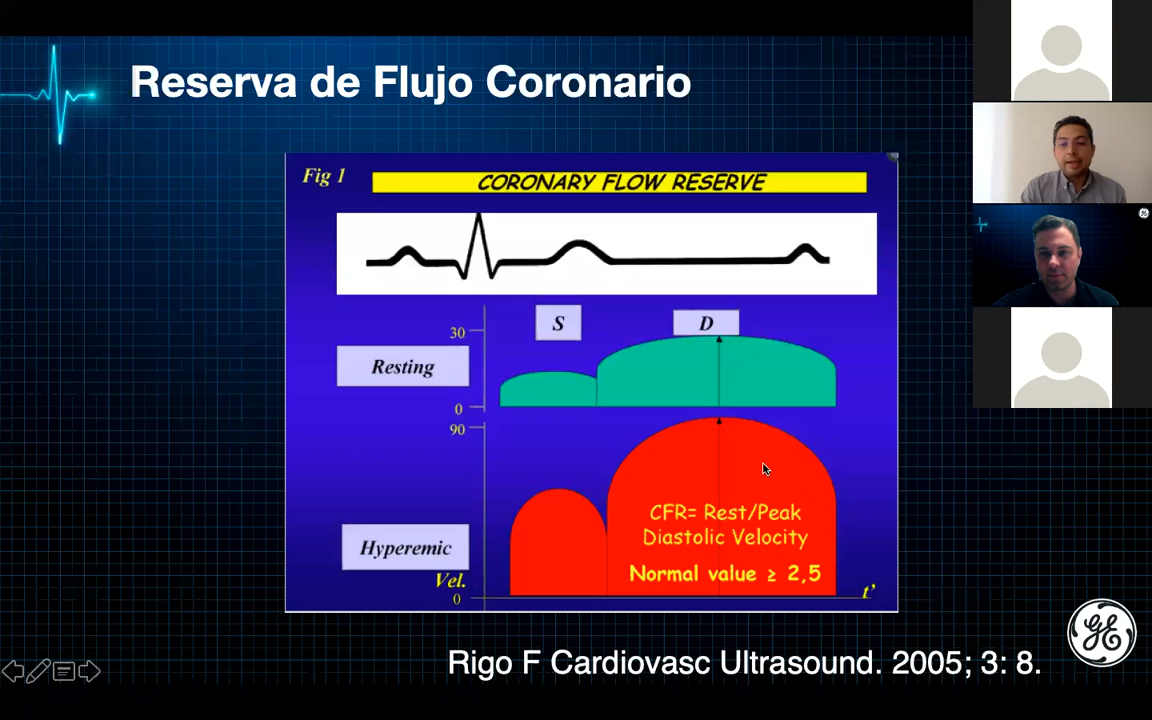 Reserva de Flujo Coronario
Fig 1
CORONARY FLOW RESERVE
S
D
30
Resting
0
90
CFR= Rest/Peak
Diastolic Velocity
Hyperemic
Normal value ≥ 2,5
Vel.
0
t’
GE
Rigo F Cardiovasc Ultrasound. 2005; 3: 8.